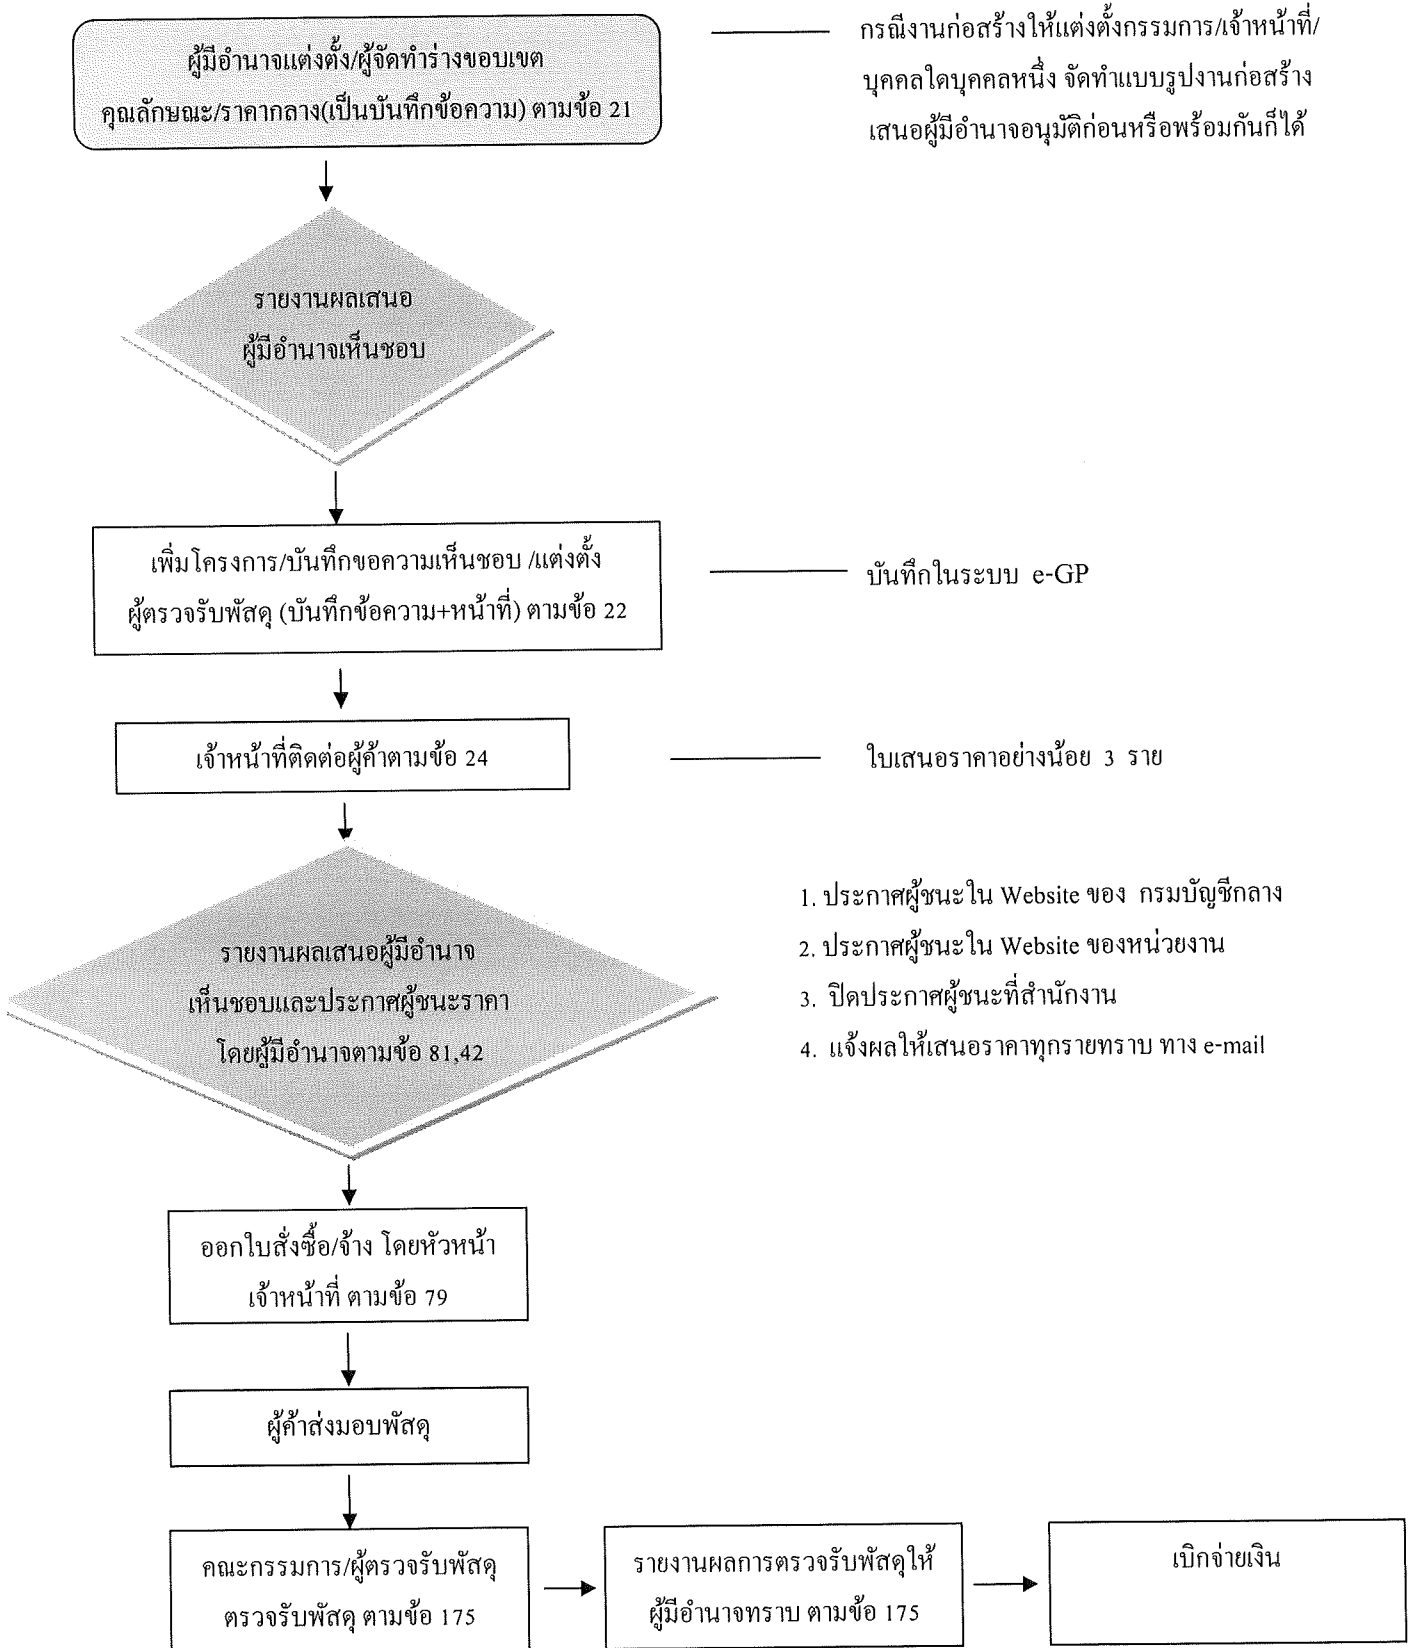 ผู้มีอำนาจแต่งตั้ง/ผู้จัดทำร่างขอบเขต
คุณลักษณะ/ราคากลาง(เป็นบันทึกข้อความ) ตามข้อ 21
กรณีงานก่อสร้างให้แต่งตั้งกรรมการ/เจ้าหน้าที่/
บุคคลใดบุคคลหนึ่ง จัดทำแบบรูปงานก่อสร้าง
เสนอผู้มีอำนาจอนุมัติก่อนหรือพร้อมกันก็ได้
รายงานผลเสนอ
ผู้มีอำนาจเห็นชอบ
เพิ่มโครงการ/บันทึกขอความเห็นชอบ /แต่งตั้ง
ผู้ตรวจรับพัสดุ (บันทึกข้อความ+หน้าที่) ตามข้อ 22
บันทึกในระบบ e-GP
เจ้าหน้าที่ติดต่อผู้ค้าตามข้อ 24
ใบเสนอราคาอย่างน้อย 3 ราย
รายงานผลเสนอผู้มีอำนาจ
เห็นชอบและประกาศผู้ชนะราคา
โดยผู้มีอำนาจตามข้อ 81,42
1. ประกาศผู้ชนะใน Website ของ กรมบัญชีกลาง
2. ประกาศผู้ชนะใน Website ของหน่วยงาน
3. ปิดประกาศผู้ชนะที่สำนักงาน
4. แจ้งผลให้เสนอราคาทุกรายทราบ ทาง e-mail
ออกใบสั่งซื้อ/จ้าง โดยหัวหน้า
เจ้าหน้าที่ ตามข้อ 79
ผู้ค้าส่งมอบพัสดุ
คณะกรรมการ/ผู้ตรวจรับพัสดุ
ตรวจรับพัสดุ ตามข้อ 175
รายงานผลการตรวจรับพัสดุให้
ผู้มีอำนาจทราบ ตามข้อ 175
เบิกจ่ายเงิน